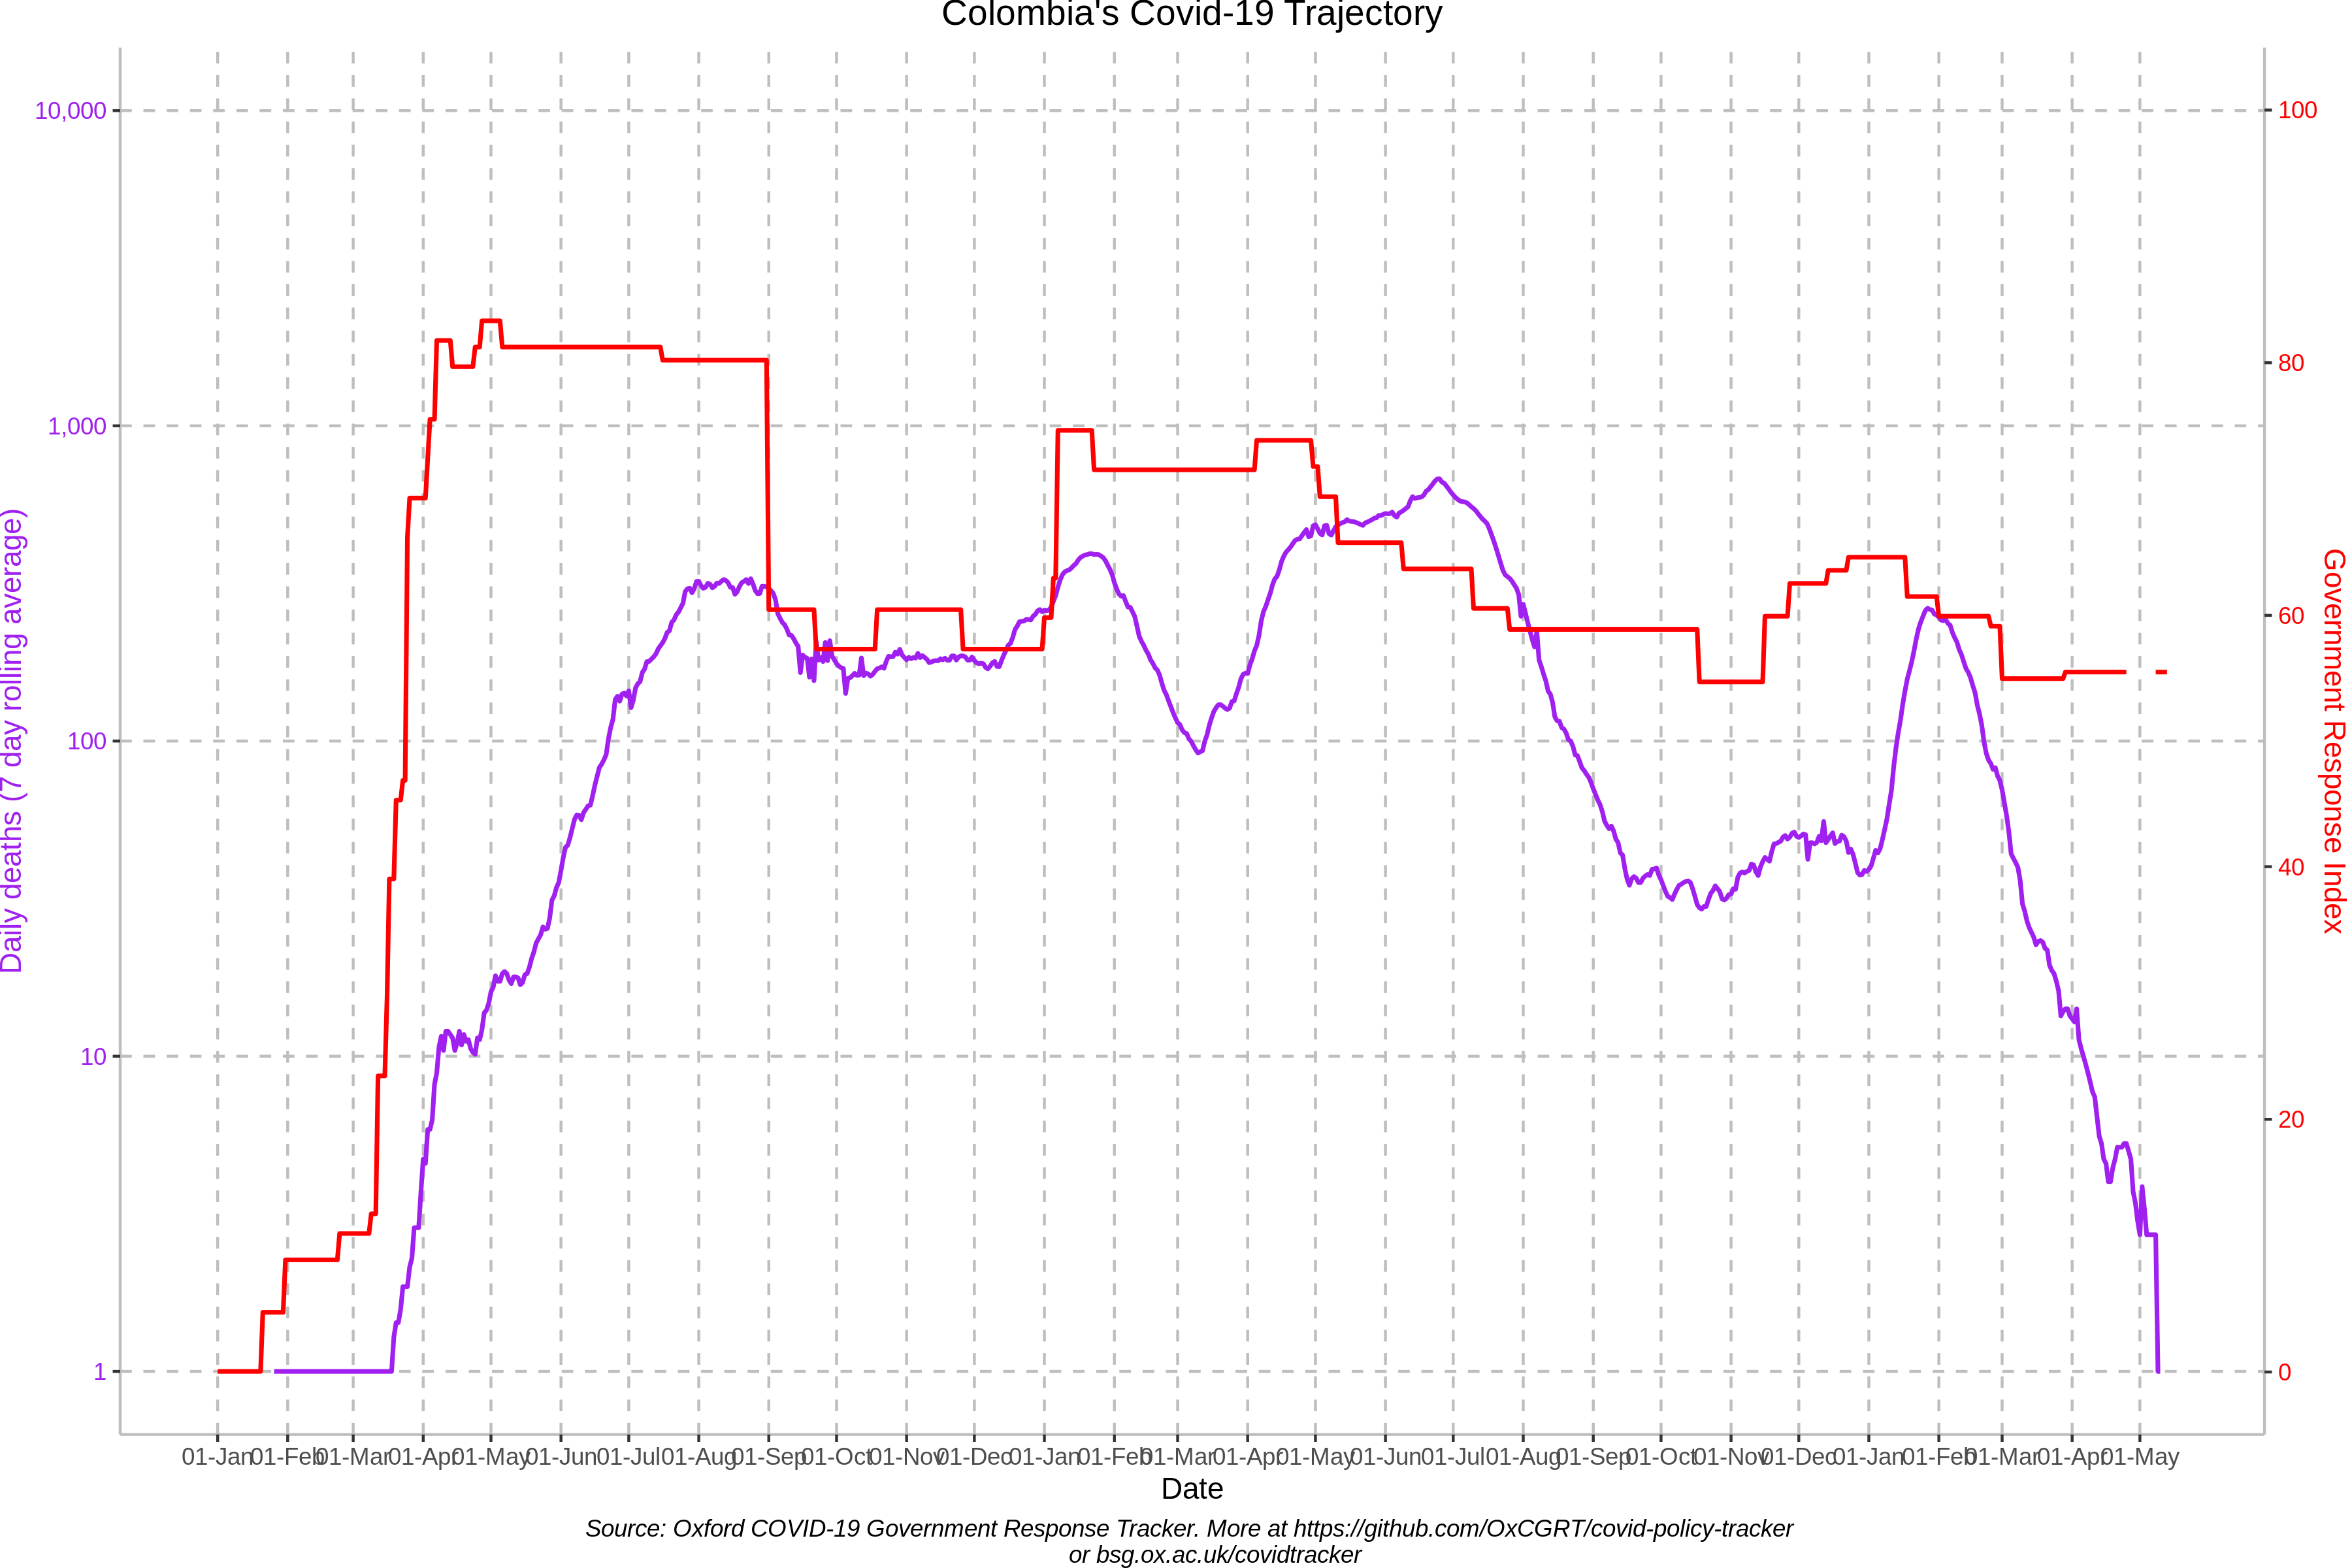 Colombia's Covid-19 Trajectory
10,000
1,000
100
10
1
Daily deaths (7 day rolling average)
100
80
60
40
20
0
Government Response Index
01-Jan 01-Feb 01-Mar 01-Apr 01-May 01-Jun 01-Jul 01-Aug 01-Sep 01-Oct 01-Nov 01-Dec 01-Jan 01-Feb 01-Mar 01-Apr 01-May 01-Jun 01-Jul 01-Aug 01-Sep 01-Oct 01-Nov 01-Dec 01-Jan 01-Feb 01-Mar 01-Apr 01-May
Date
Source: Oxford COVID-19 Government Response Tracker. More at https://github.com/OxCGRT/covid-policy-tracker
or bsg.ox.ac.uk/covidtracker